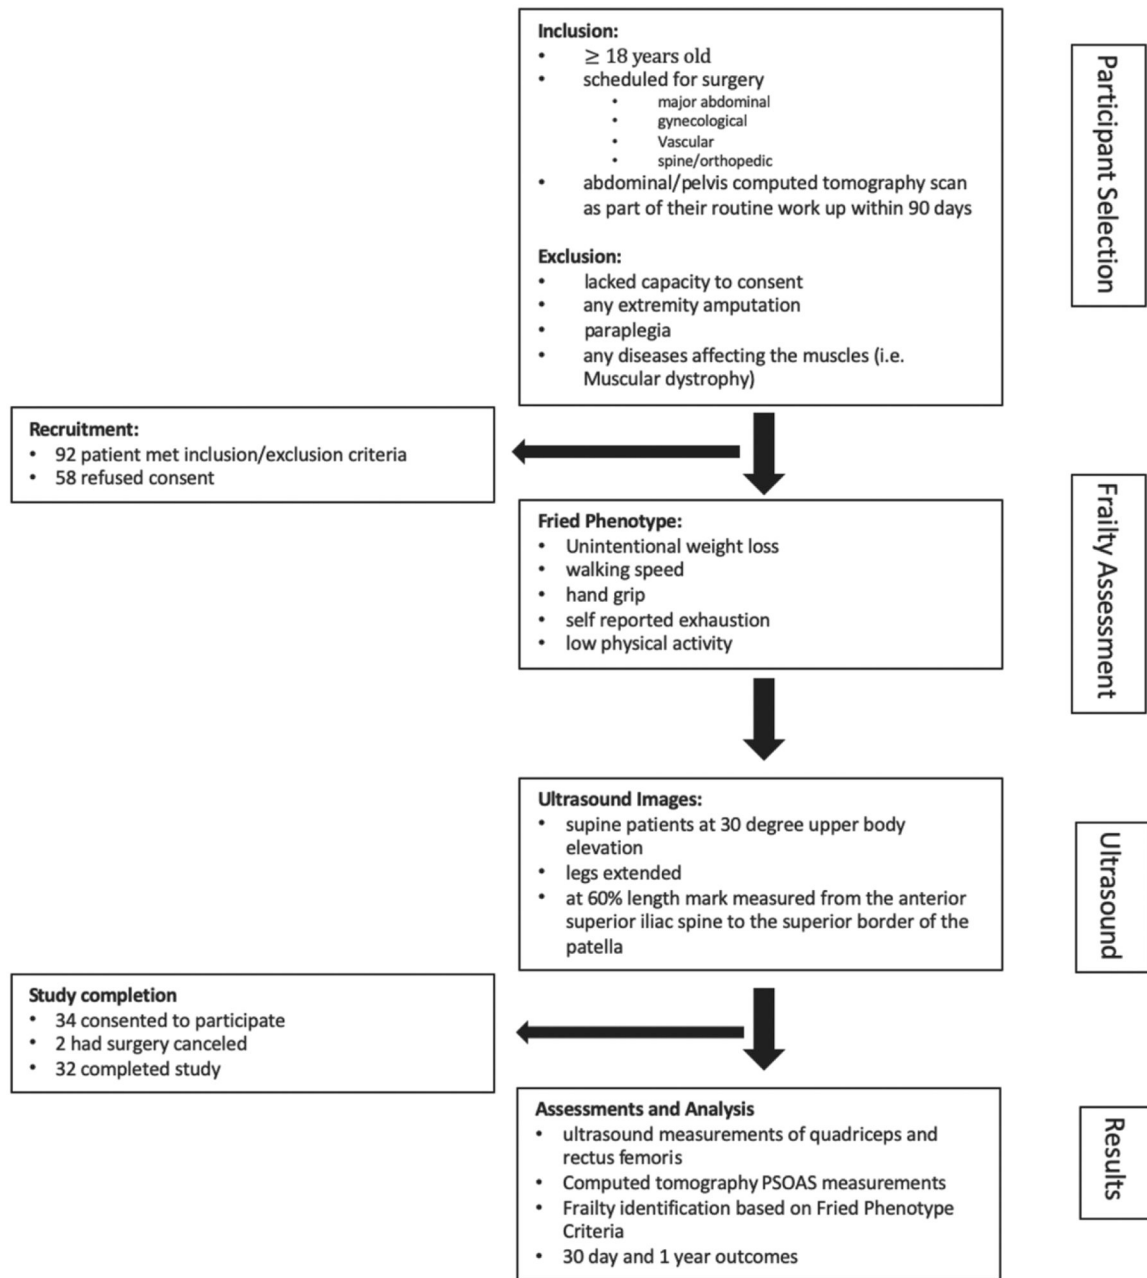 Inclusion:
• ≥ 18 years old
• scheduled for surgery
• major abdominal
• gynecological
• Vascular
• spine/orthopedic
• abdominal/pelvis computed tomography scan
as part of their routine work up within 90 days
Exclusion:
• lacked capacity to consent
• any extremity amputation
• paraplegia
• any diseases affecting the muscles (i.e.
Muscular dystrophy)
Participant Selection
Recruitment:
• 92 patient met inclusion/exclusion criteria
• 58 refused consent
Fried Phenotype:
• Unintentional weight loss
• walking speed
• hand grip
• self reported exhaustion
• low physical activity
Frailty Assessment
Ultrasound Images:
• supine patients at 30 degree upper body
elevation
• legs extended
• at 60% length mark measured from the anterior
superior iliac spine to the superior border of the
patella
Ultrasound
Study completion
• 34 consented to participate
• 2 had surgery canceled
• 32 completed study
Assessments and Analysis
• ultrasound measurements of quadriceps and
rectus femoris
• Computed tomography PSOAS measurements
• Frailty identification based on Fried Phenotype
Criteria
• 30 day and 1 year outcomes
Results